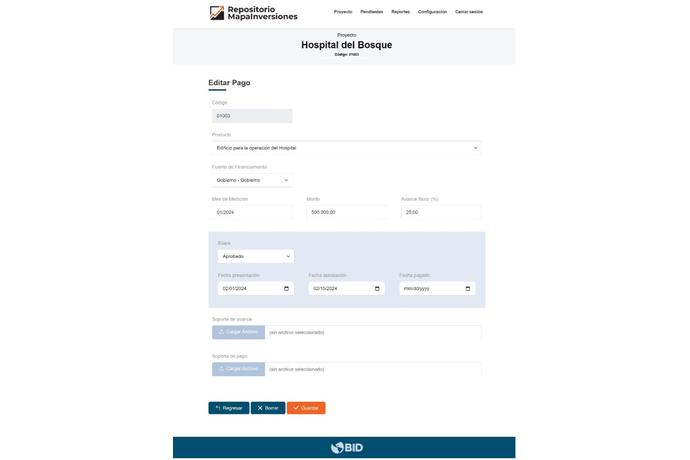 Repositorio
MapaInversiones
Proyecto Pendientes Reportes Configuración Cerrar sesión
Proyecto
Hospital del Bosque
Código: 01003
Editar Pago
Código
01003
Producto
Edificio para la operación del Hospital
Fuente de Financiamiento
Gobierno - Gobierno
Mes de Medición Monto Avance físico (%)
01/2024 500.000,00 25,00
Etapa
Aprobado
Fecha presentación Fecha aprobación Fecha pagado
02/01/2024 02/15/2024 mm/dd/yyyy
Soporte de avance
Cargar Archivo (sin archivo seleccionado)
Soporte de pago
Cargar Archivo (sin archivo seleccionado)
Regresar Borrar Guardar
BID